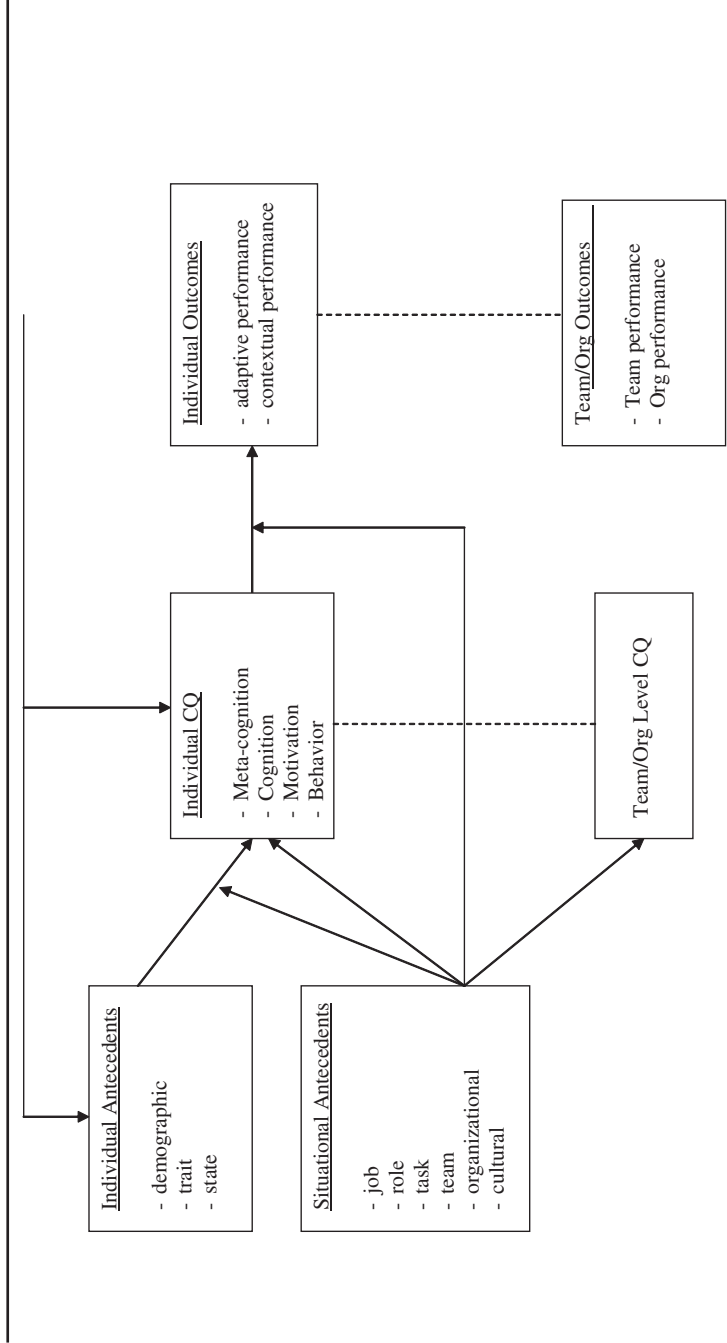 Individual Antecedents
- demographic
- trait
- state
Situational Antecedents
- job
- role
- task
- team
- organizational
- cultural
Individual CQ
- Meta-cognition
- Cognition
- Motivation
- Behavior
Team/Org Level CQ
Individual Outcomes
- adaptive performance
- contextual performance
Team/Org Outcomes
- Team performance
- Org performance